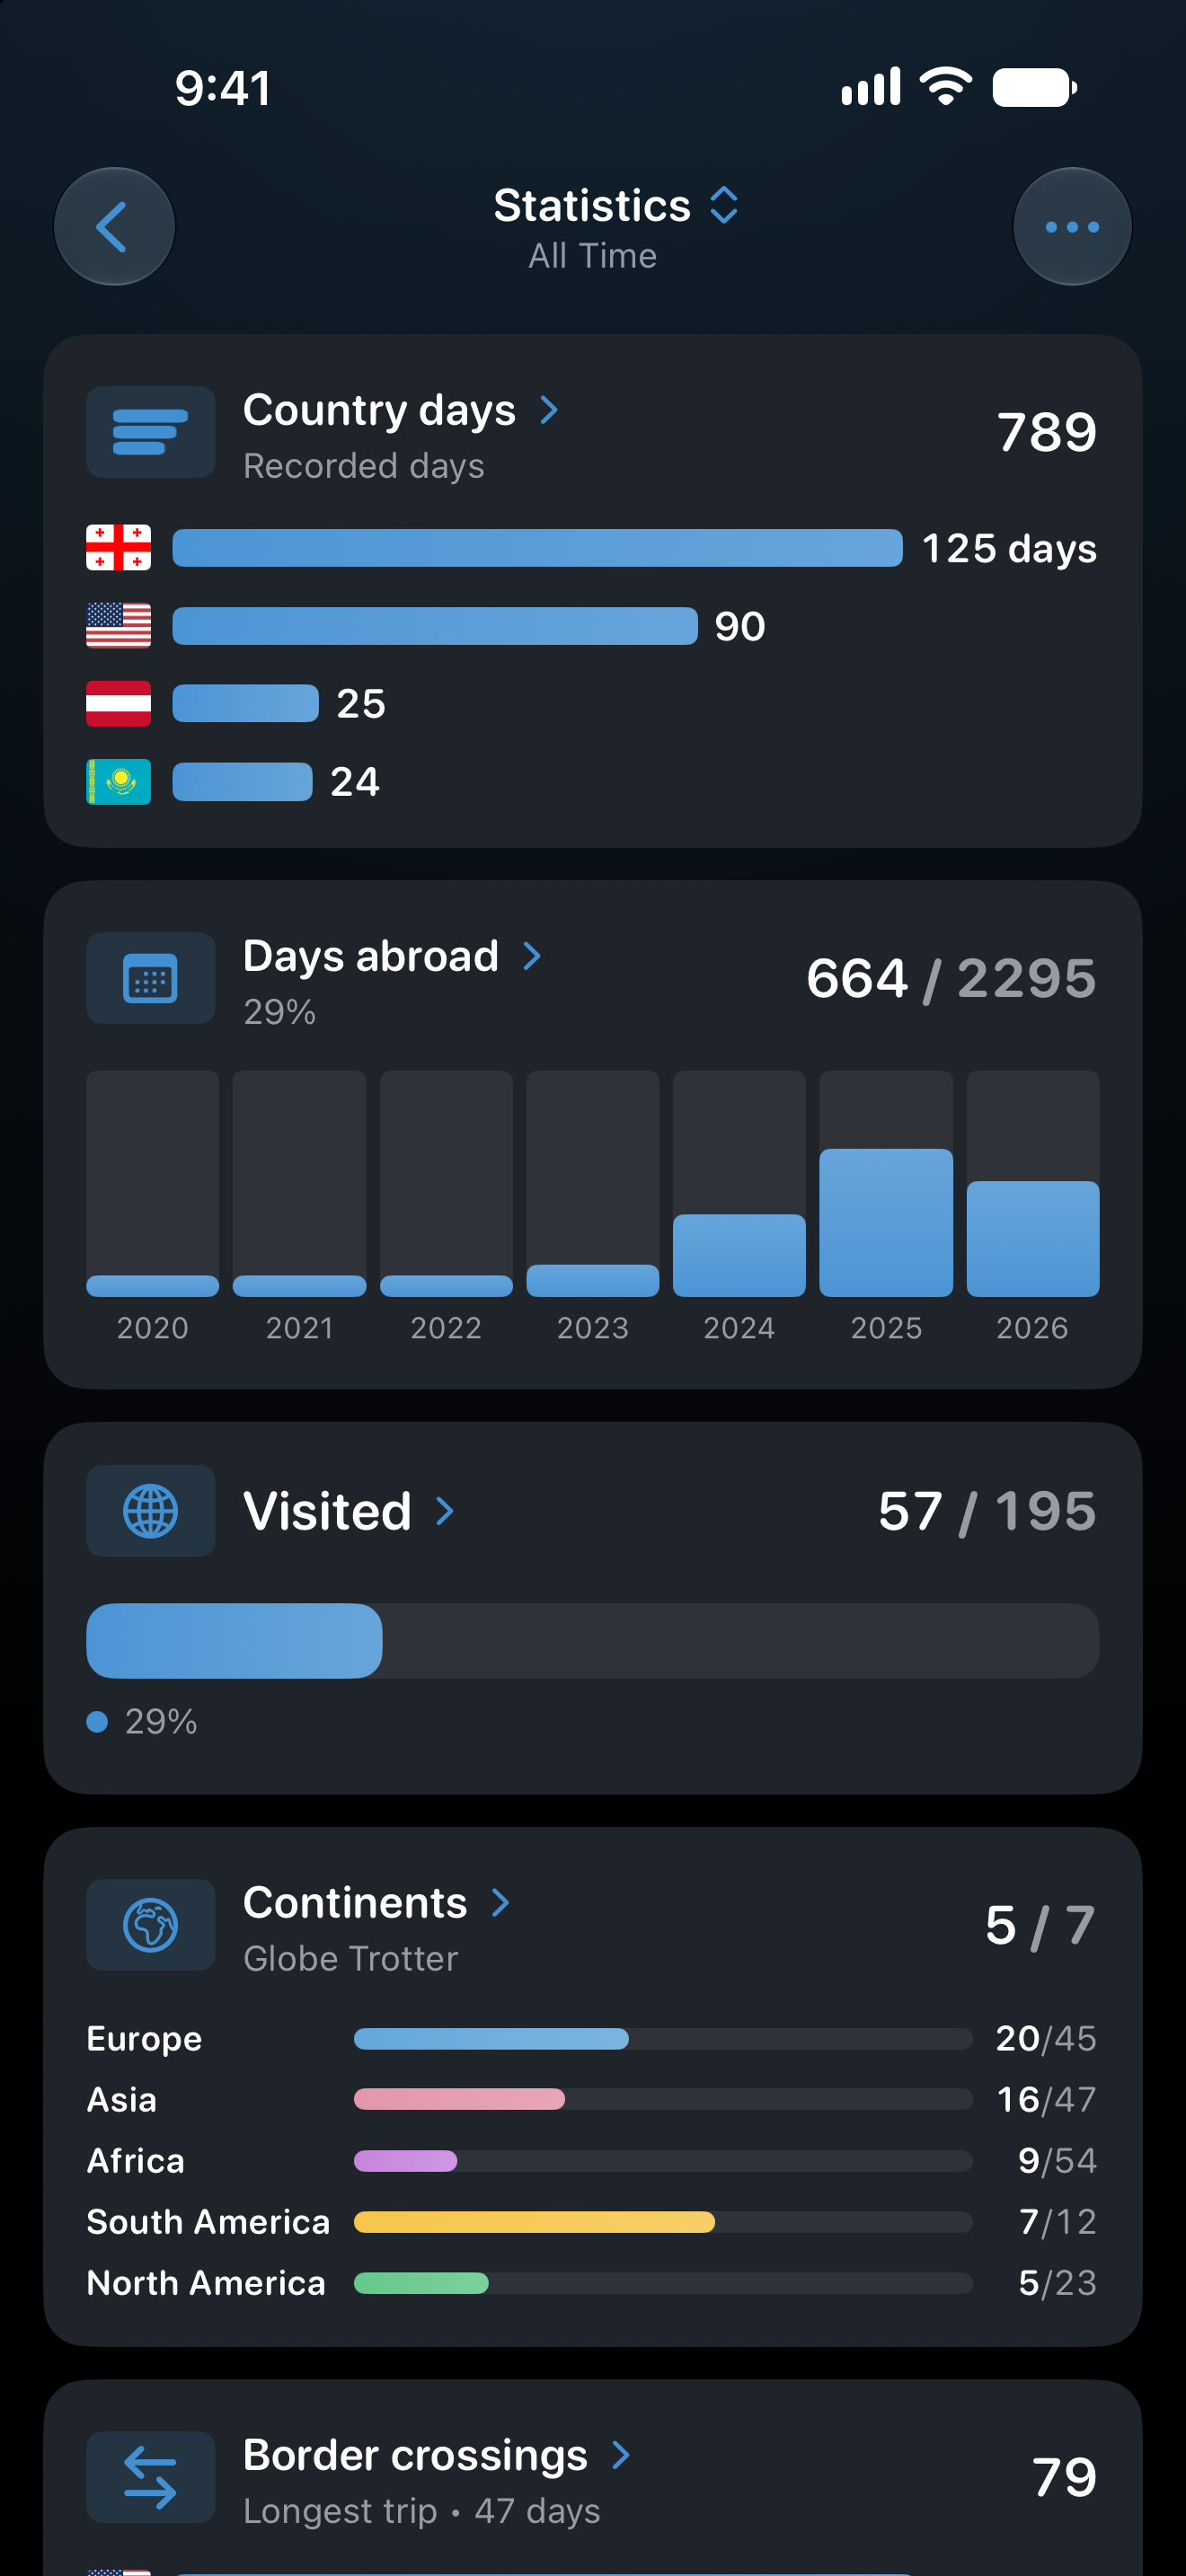 9:41
Statistics
All Time
Country days
Recorded days
789
125 days
90
25
24
Days abroad
29%
664 / 2295
2020 2021 2022 2023 2024 2025 2026
Visited
57 / 195
29%
Continents
Globe Trotter
5 / 7
Europe 20/45
Asia 16/47
Africa 9/54
South America 7/12
North America 5/23
Border crossings
Longest trip • 47 days
79